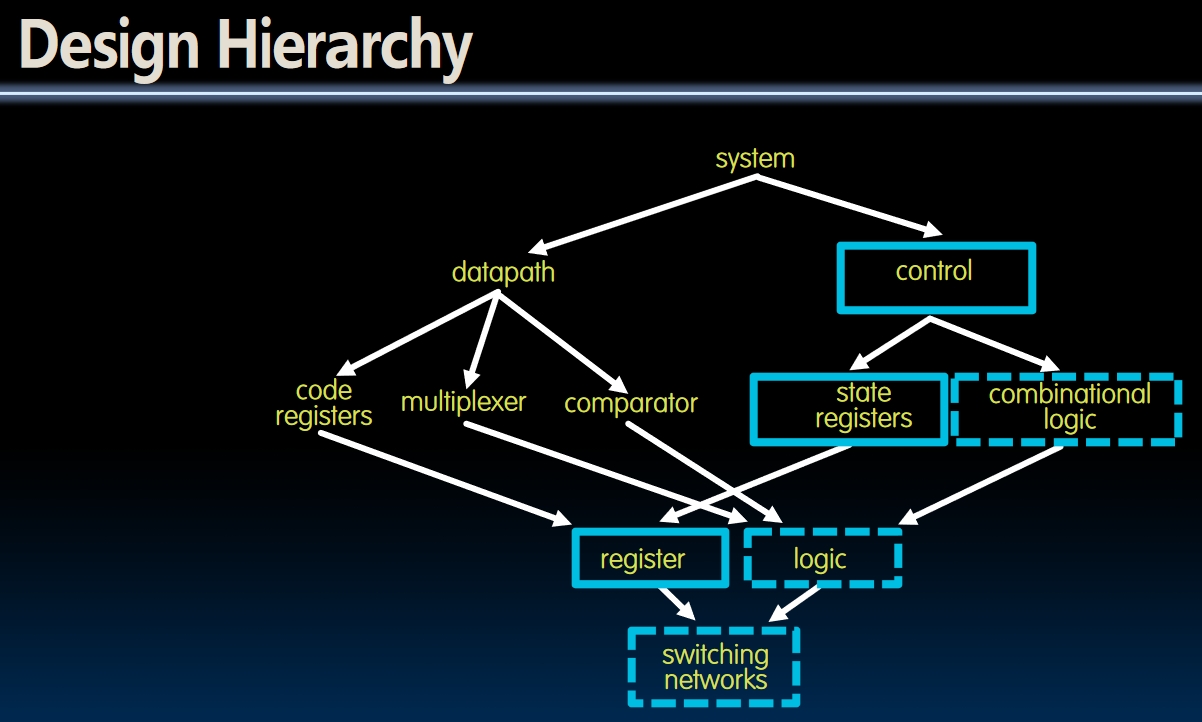 Design Hierarchy
system
datapath
control
code
registers
multiplexer
comparator
state
registers
combinational
logic
register
logic
switching
networks